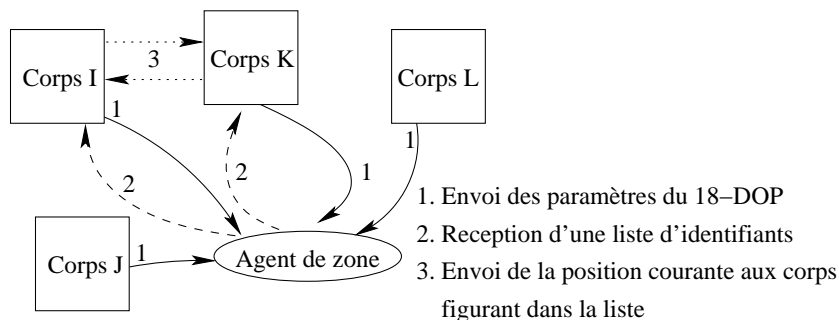 3
Corps I
Corps K
Corps L
1
1
1
2
2
1. Envoi des paramètres du 18–DOP
2. Reception d'une liste d'identifiants
3. Envoi de la position courante aux corps
figurant dans la liste
Corps J
1
Agent de zone